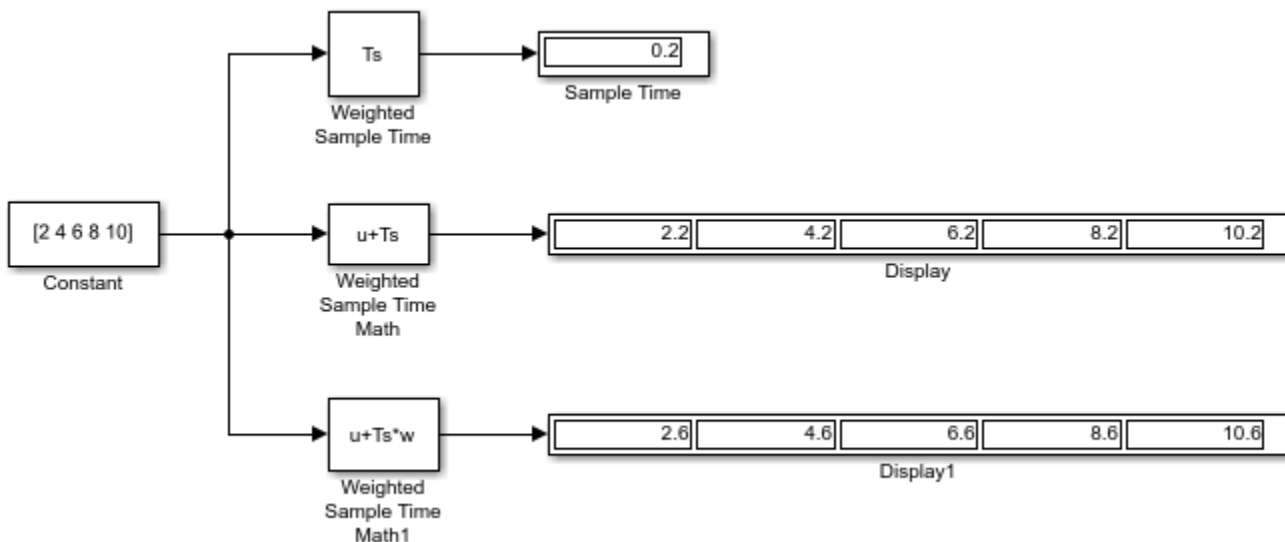 Ts
0.2
Weighted
Sample Time
Sample Time
[2 4 6 8 10]
Constant
u+Ts
2.2 4.2 6.2 8.2 10.2
Weighted
Sample Time
Math
Display
u+Ts*w
2.6 4.6 6.6 8.6 10.6
Weighted
Sample Time
Math1
Display1